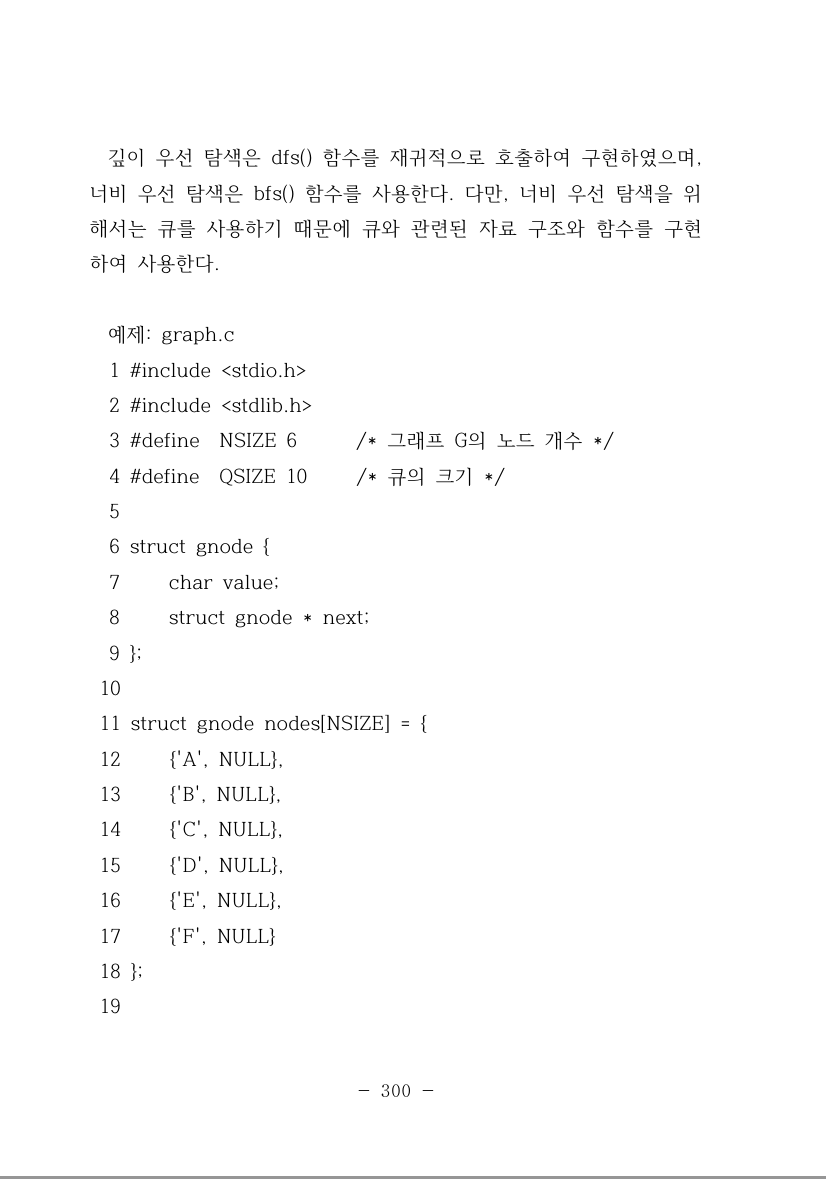 깊이 우선 탐색은 dfs() 함수를 재귀적으로 호출하여 구현하였으며,
너비 우선 탐색은 bfs() 함수를 사용한다. 다만, 너비 우선 탐색을 위
해서는 큐를 사용하기 때문에 큐와 관련된 자료 구조와 함수를 구현
하여 사용한다.
예제: graph.c
1 #include <stdio.h>
2 #include <stdlib.h>
3 #define NSIZE 6 /* 그래프 G의 노드 개수 */
4 #define QSIZE 10 /* 큐의 크기 */
5
6 struct gnode {
7 char value;
8 struct gnode * next;
9 };
10
11 struct gnode nodes[NSIZE] = {
12 {'A', NULL},
13 {'B', NULL},
14 {'C', NULL},
15 {'D', NULL},
16 {'E', NULL},
17 {'F', NULL}
18 };
19
- 300 -